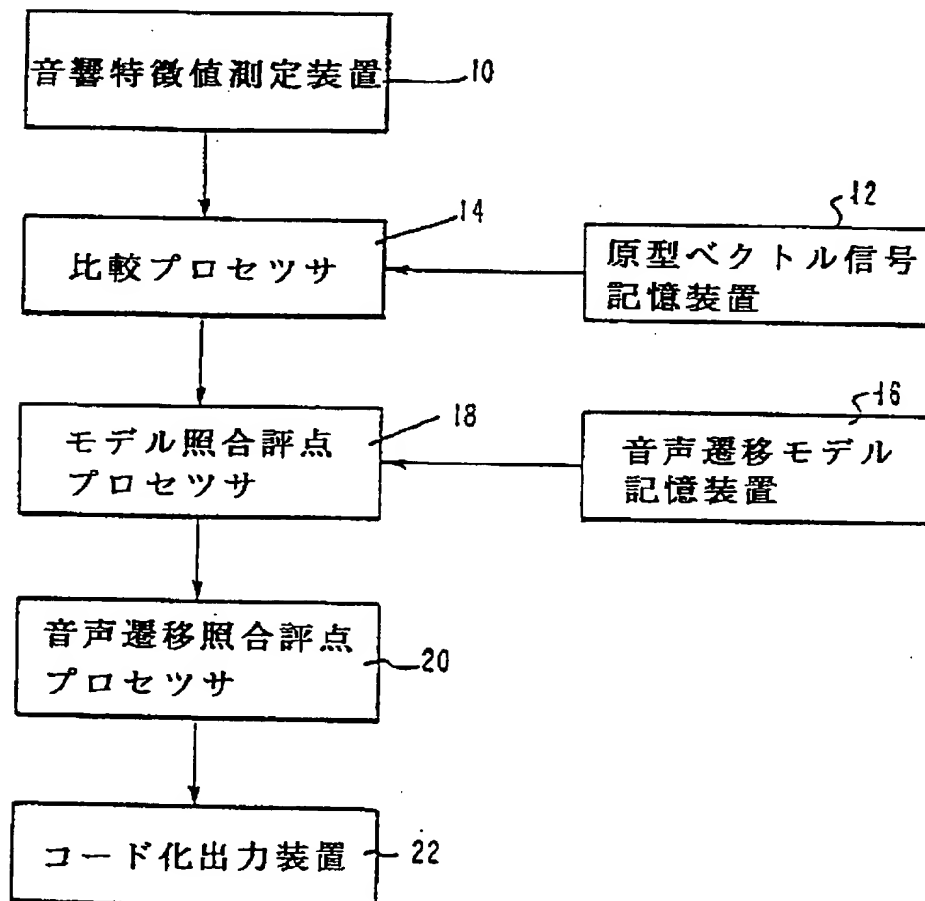 音響特徴値測定装置
10
比較プロセツサ
14
原型ベクトル信号
記憶装置
12
モデル照合評点
プロセツサ
18
音声遷移モデル
記憶装置
16
音声遷移照合評点
プロセツサ
20
コード化出力装置
22